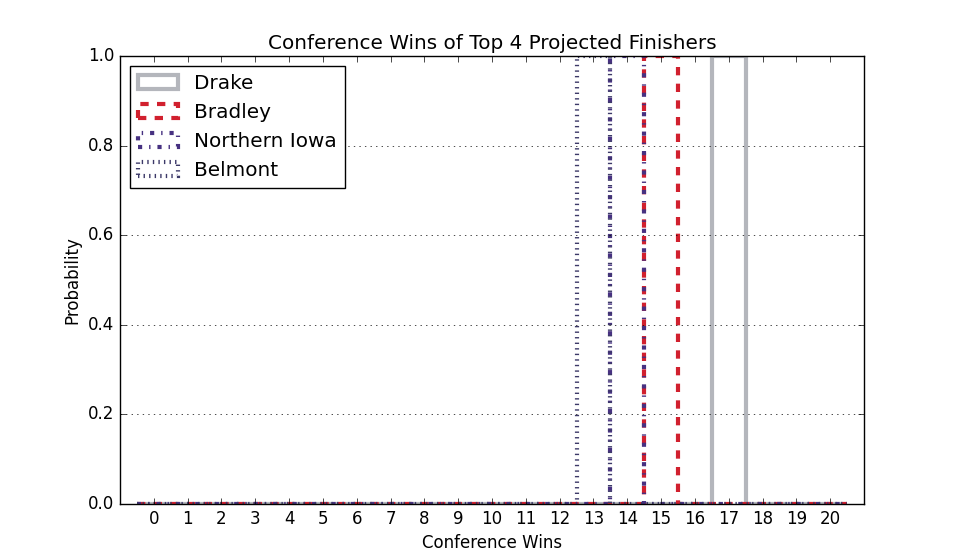 Conference Wins of Top 4 Projected Finishers
1.0
0.8
0.6
0.4
0.2
0.0
Probability
Drake
Bradley
Northern Iowa
Belmont
0 1 2 3 4 5 6 7 8 9 10 11 12 13 14 15 16 17 18 19 20
Conference Wins